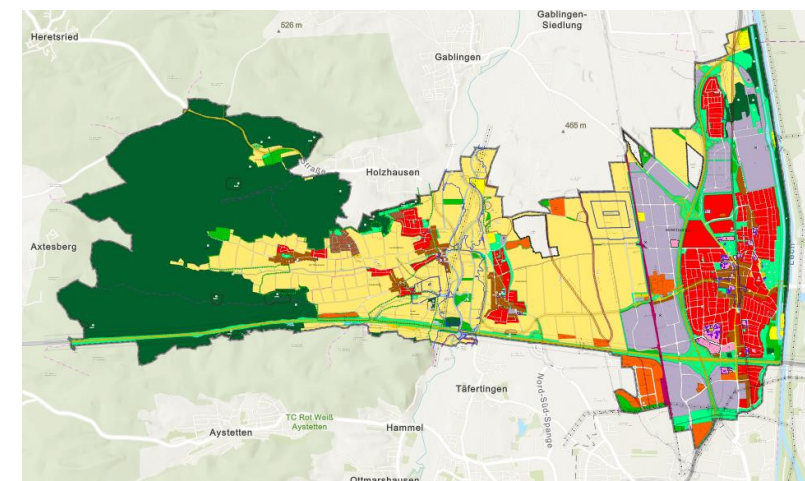 Gablingen-
Siedlung
526 m
Heretsried
Gablingen
465 m
Straße
Holzhausen
Axtesberg
Lech
Täfertingen
Nord-Süd-Spange
TC Rot Weiß
Aystetten
Aystetten
Hammel
Ottmarshausen